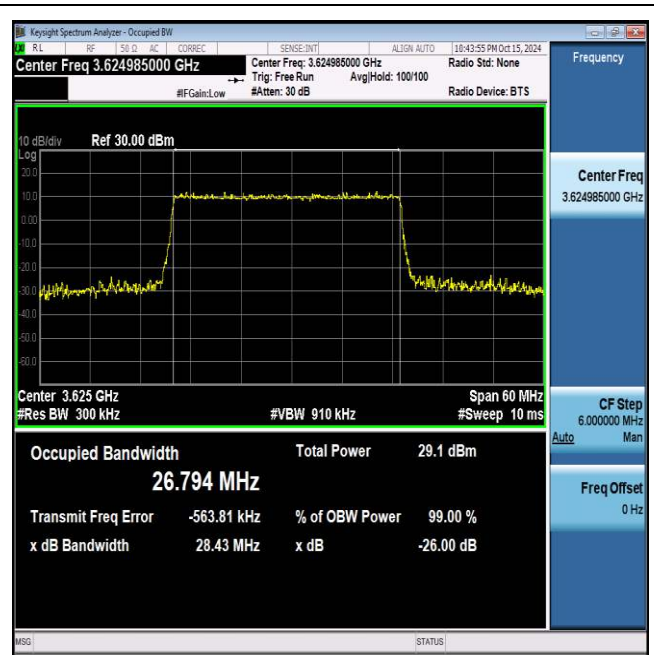 Keysight Spectrum Analyzer - Occupied BW
RL RF 50 Ω AC CORREC SENSE:INT ALIGN AUTO 10:43:55 PM Oct 15, 2024
Center Freq 3.624985000 GHz
Center Freq: 3.624985000 GHz
Radio Std: None
Trig: Free Run Avg|Hold: 100/100
#IFGain:Low #Atten: 30 dB Radio Device: BTS
Frequency
10 dB/div Ref 30.00 dBm
Log
20.0
10.0
0.00
-10.0
-20.0
-30.0
-40.0
-50.0
-60.0
Center 3.625 GHz Span 60 MHz
#Res BW 300 kHz #VBW 910 kHz #Sweep 10 ms
Center Freq
3.624985000 GHz
CF Step
6.000000 MHz
Auto Man
Freq Offset
0 Hz
Occupied Bandwidth Total Power 29.1 dBm
26.794 MHz
Transmit Freq Error -563.81 kHz % of OBW Power 99.00 %
x dB Bandwidth 28.43 MHz x dB -26.00 dB
MSG STATUS